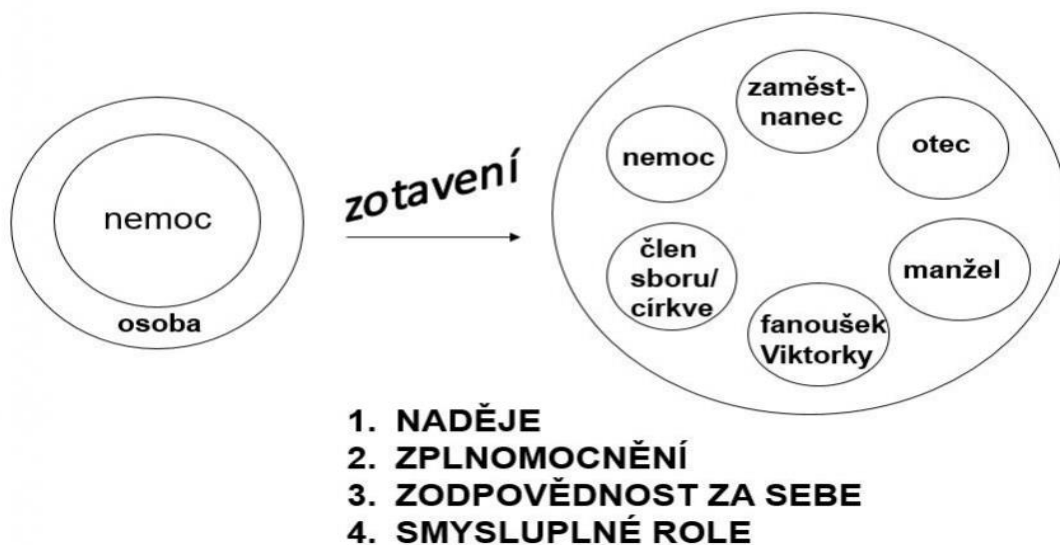 nemoc
osoba
zotavení
zaměst-
nanec
nemoc
otec
člen
sboru/
církve
manžel
fanoušek
Viktorky
1. NADĚJE
2. ZPLNOMOCNĚNÍ
3. ZODPOVĚDNOST ZA SEBE
4. SMYSLUPLNÉ ROLE